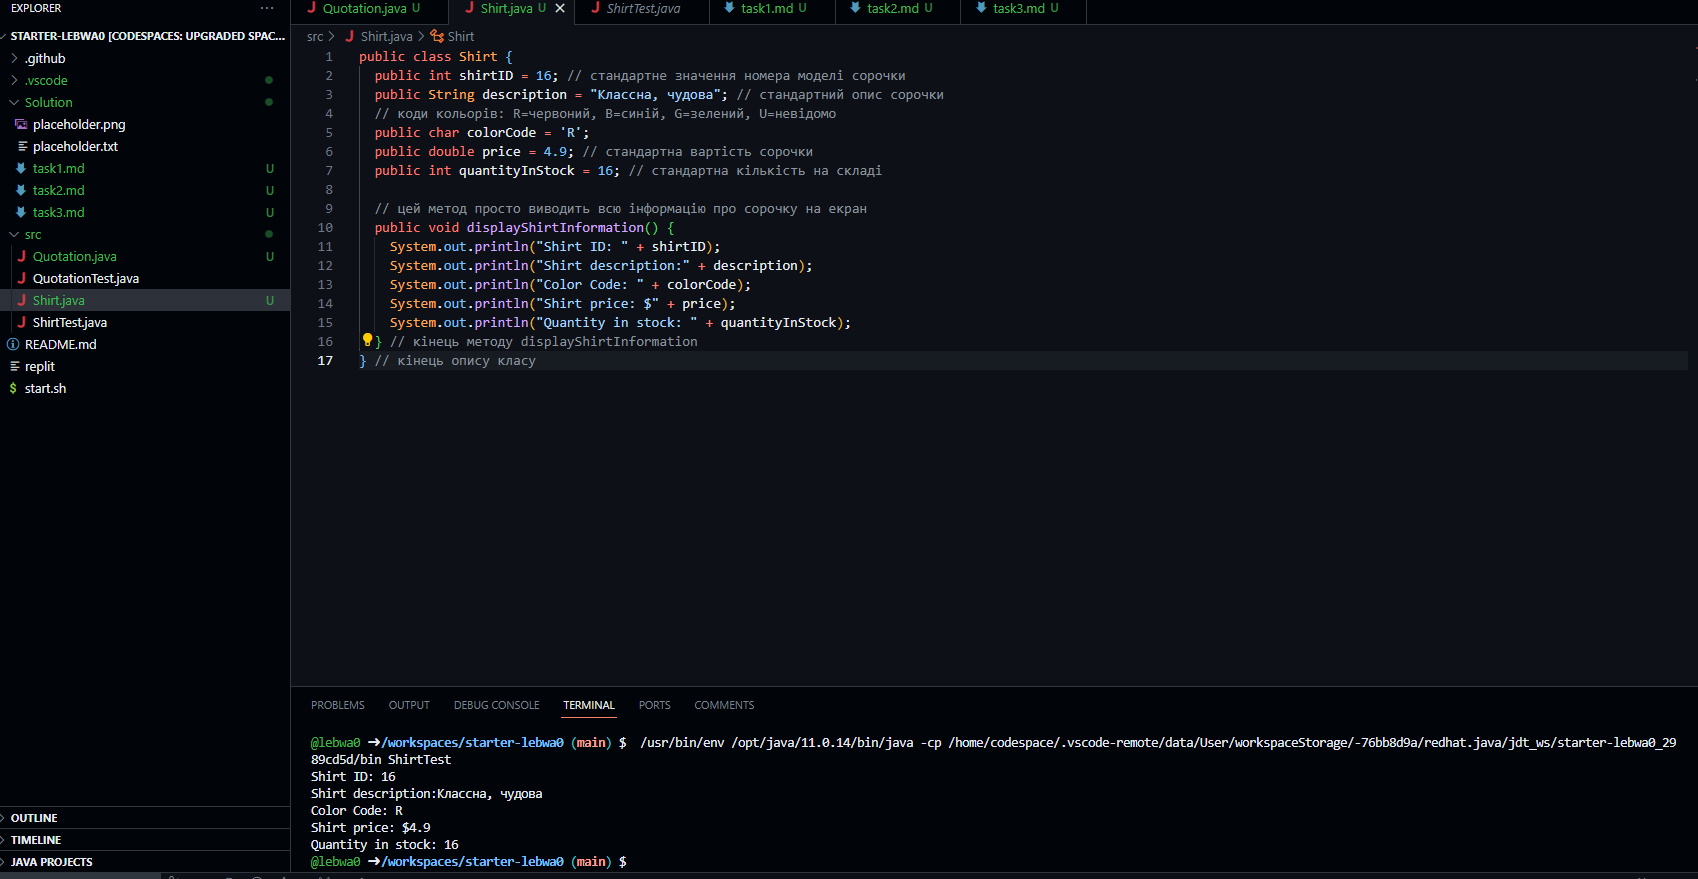 EXPLORER ...
STARTER-LEBWA0 [CODESPACES: UPGRADED SPAC...
.github
.vscode
Solution
placeholder.png
placeholder.txt
task1.md U
task2.md U
task3.md U
src
Quotation.java U
QuotationTest.java
Shirt.java U
ShirtTest.java
README.md
replit
$ start.sh
OUTLINE
TIMELINE
JAVA PROJECTS
Quotation.java U Shirt.java U ShirtTest.java task1.md U task2.md U task3.md U
src > Shirt.java > Shirt
1 public class Shirt {
2 public int shirtID = 16; // стандартне значення номера моделі сорочки
3 public String description = "Классна, чудова"; // стандартний опис сорочки
4 // коди кольорів: R=червоний, B=синій, G=зелений, U=невідомо
5 public char colorCode = 'R';
6 public double price = 4.9; // стандартна вартість сорочки
7 public int quantityInStock = 16; // стандартна кількість на складі
8
9 // цей метод просто виводить всю інформацію про сорочку на екран
10 public void displayShirtInformation() {
11 System.out.println("Shirt ID: " + shirtID);
12 System.out.println("Shirt description:" + description);
13 System.out.println("Color Code: " + colorCode);
14 System.out.println("Shirt price: $" + price);
15 System.out.println("Quantity in stock: " + quantityInStock);
16 } // кінець методу displayShirtInformation
17 } // кінець опису класу
PROBLEMS OUTPUT DEBUG CONSOLE TERMINAL PORTS COMMENTS
@lebwa0 ➜/workspaces/starter-lebwa0 (main) $ /usr/bin/env /opt/java/11.0.14/bin/java -cp /home/codespace/.vscode-remote/data/User/workspaceStorage/-76bb8d9a/redhat.java/jdt_ws/starter-lebwa0_29
89cd5d/bin ShirtTest
Shirt ID: 16
Shirt description:Классна, чудова
Color Code: R
Shirt price: $4.9
Quantity in stock: 16
@lebwa0 ➜/workspaces/starter-lebwa0 (main) $